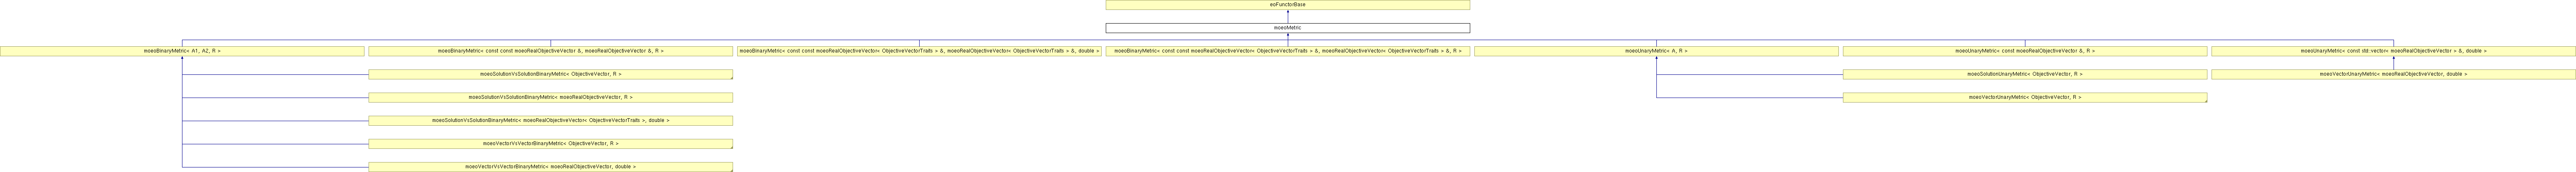 eoFunctorBase
moeoMetric
moeoBinaryMetric< A1, A2, R >
moeoBinaryMetric< const const moeoRealObjectiveVector &, moeoRealObjectiveVector &, R >
moeoBinaryMetric< const const moeoRealObjectiveVector< ObjectiveVectorTraits > &, moeoRealObjectiveVector< ObjectiveVectorTraits > &, double >
moeoBinaryMetric< const const moeoRealObjectiveVector< ObjectiveVectorTraits > &, moeoRealObjectiveVector< ObjectiveVectorTraits > &, R >
moeoUnaryMetric< A, R >
moeoUnaryMetric< const moeoRealObjectiveVector &, R >
moeoUnaryMetric< const std::vector< moeoRealObjectiveVector > &, double >
moeoSolutionVsSolutionBinaryMetric< ObjectiveVector, R >
moeoSolutionUnaryMetric< ObjectiveVector, R >
moeoVectorUnaryMetric< moeoRealObjectiveVector, double >
moeoSolutionVsSolutionBinaryMetric< moeoRealObjectiveVector, R >
moeoVectorUnaryMetric< ObjectiveVector, R >
moeoSolutionVsSolutionBinaryMetric< moeoRealObjectiveVector< ObjectiveVectorTraits >, double >
moeoVectorVsVectorBinaryMetric< ObjectiveVector, R >
moeoVectorVsVectorBinaryMetric< moeoRealObjectiveVector, double >